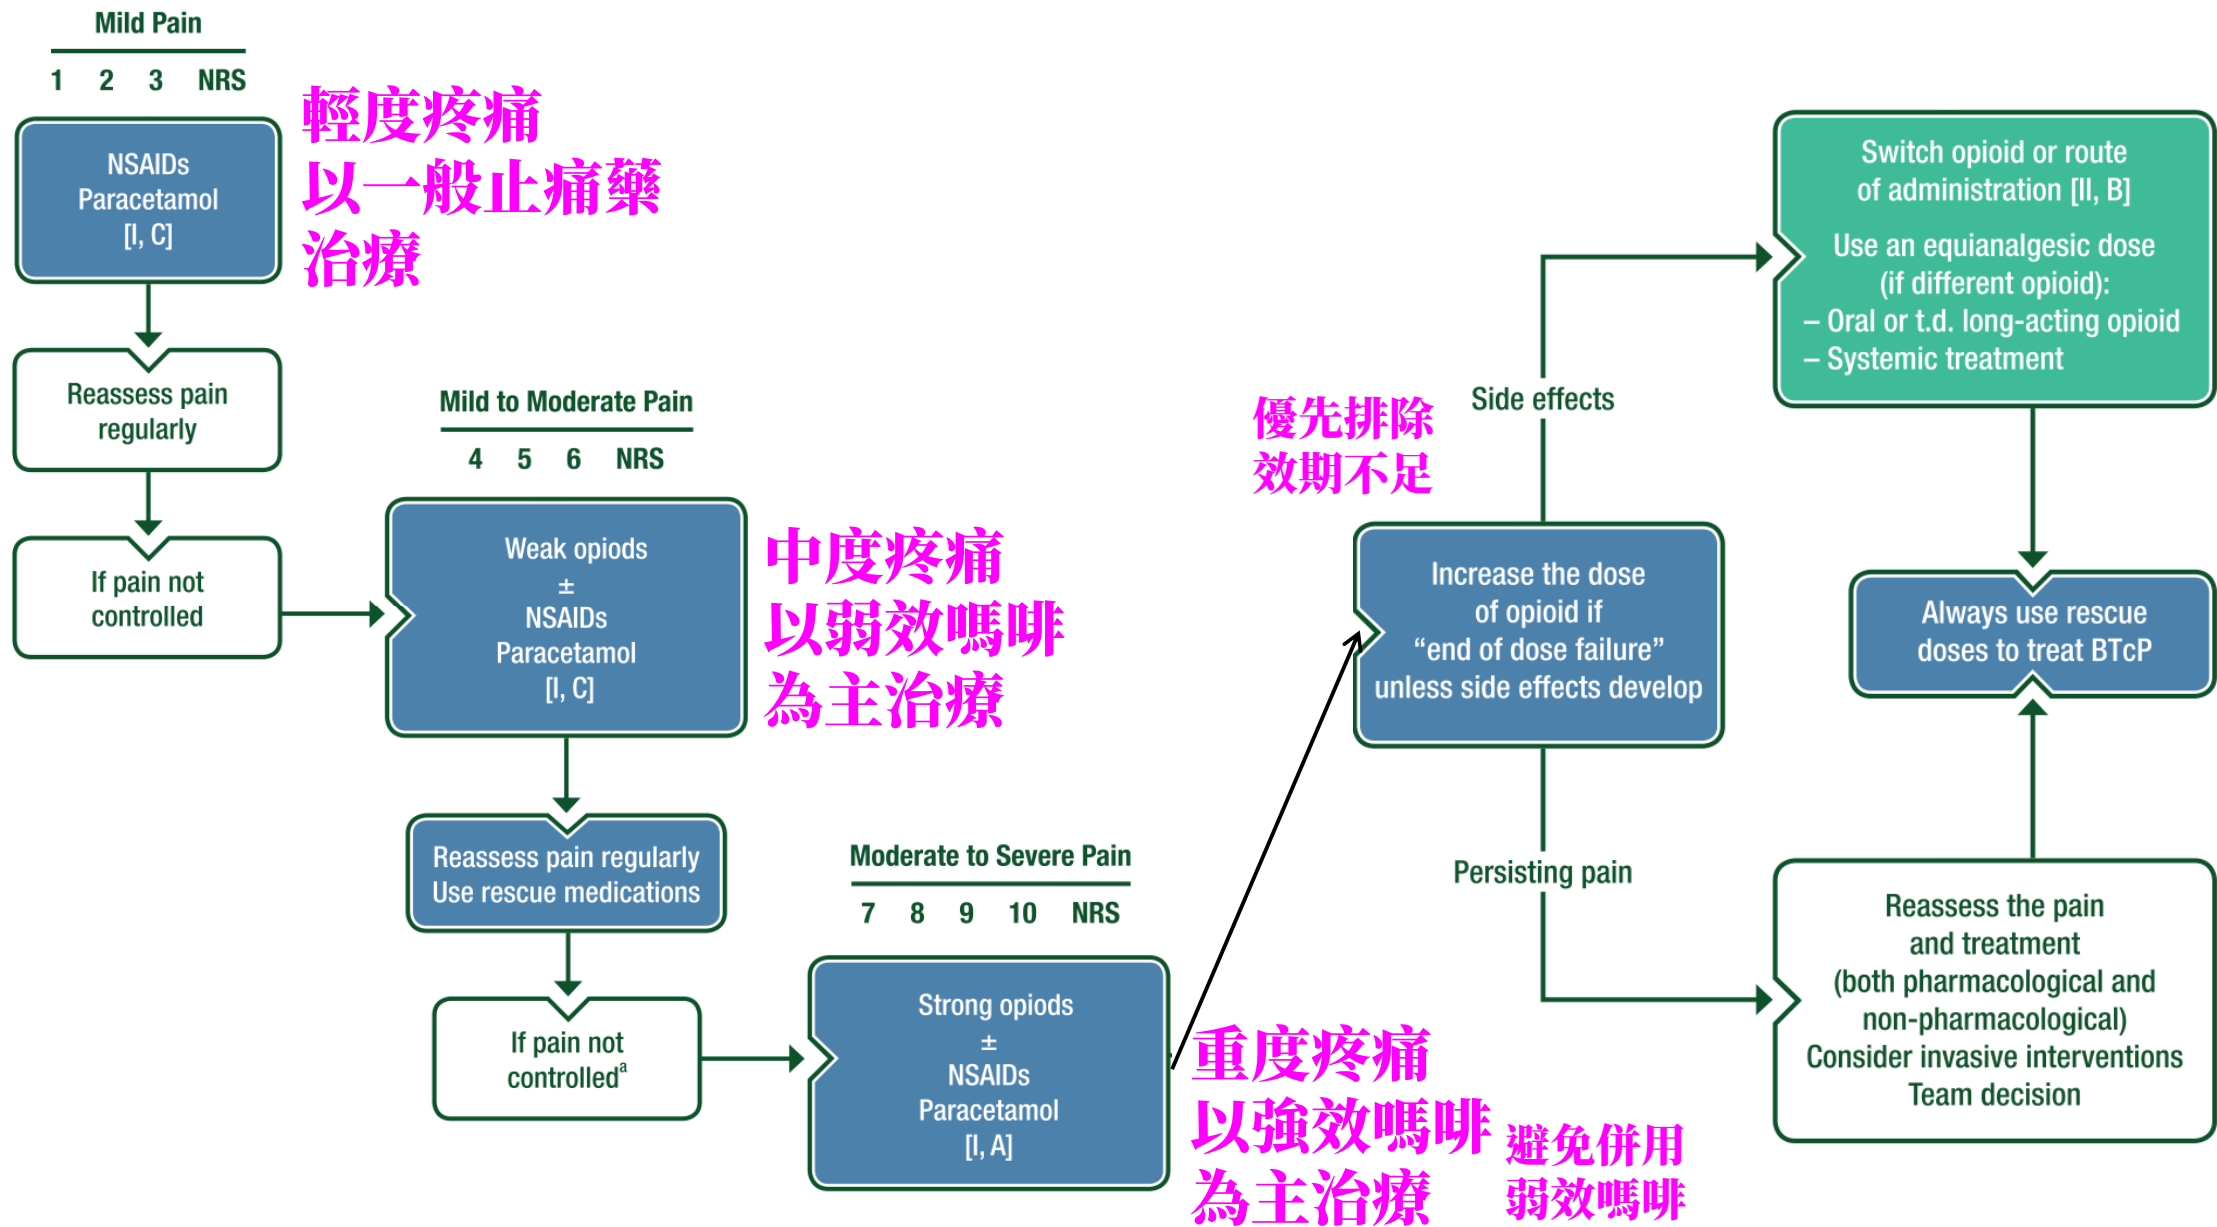 Mild Pain
1 2 3 NRS
NSAIDs
Paracetamol
[I, C]
輕度疼痛
以一般止痛藥
治療
Reassess pain
regularly
If pain not
controlled
Mild to Moderate Pain
4 5 6 NRS
Weak opiods
±
NSAIDs
Paracetamol
[I, C]
中度疼痛
以弱效嗎啡
為主治療
Reassess pain regularly
Use rescue medications
If pain not
controlledª
Moderate to Severe Pain
7 8 9 10 NRS
Strong opiods
±
NSAIDs
Paracetamol
[I, A]
重度疼痛
以強效嗎啡
為主治療
避免併用
弱效嗎啡
Increase the dose
of opioid if
“end of dose failure”
unless side effects develop
優先排除
效期不足
Side effects
Switch opioid or route
of administration [II, B]
Use an equianalgesic dose
(if different opioid):
– Oral or t.d. long-acting opioid
– Systemic treatment
Always use rescue
doses to treat BTcP
Persisting pain
Reassess the pain
and treatment
(both pharmacological and
non-pharmacological)
Consider invasive interventions
Team decision